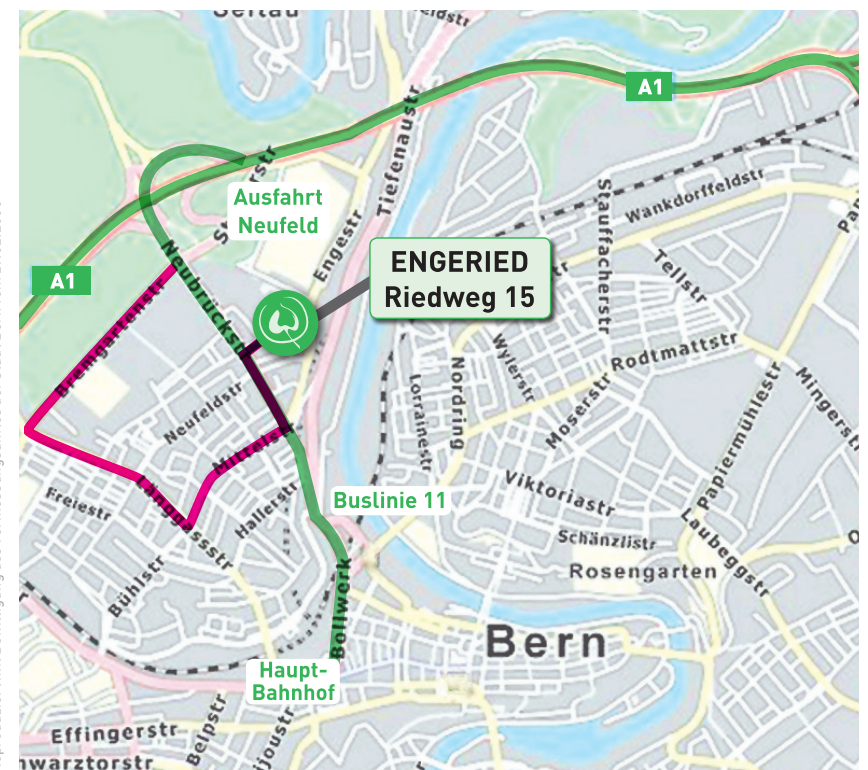 A1
Ausfahrt
Neufeld
Tiefenaustr
Engestr
Stauffacherstr
Wankdorffeldstr
Tellstr
A1
Neubrückstr
ENGERIED
Riedweg 15
Bremgartenstr
Neufeldstr
Mittelstr
Länggassstr
Freiestr
Hallerstr
Bühlstr
Lorrainestr
Nordring
Wylerstr
Moserstr
Rodtmattstr
Papiermühlestr
Mingerstr
Viktoriastr
Buslinie 11
Schänzlistr
Rosengarten
Laubeggstr
Bollwerk
Bern
Haupt-
Bahnhof
Effingerstr
Belpstr